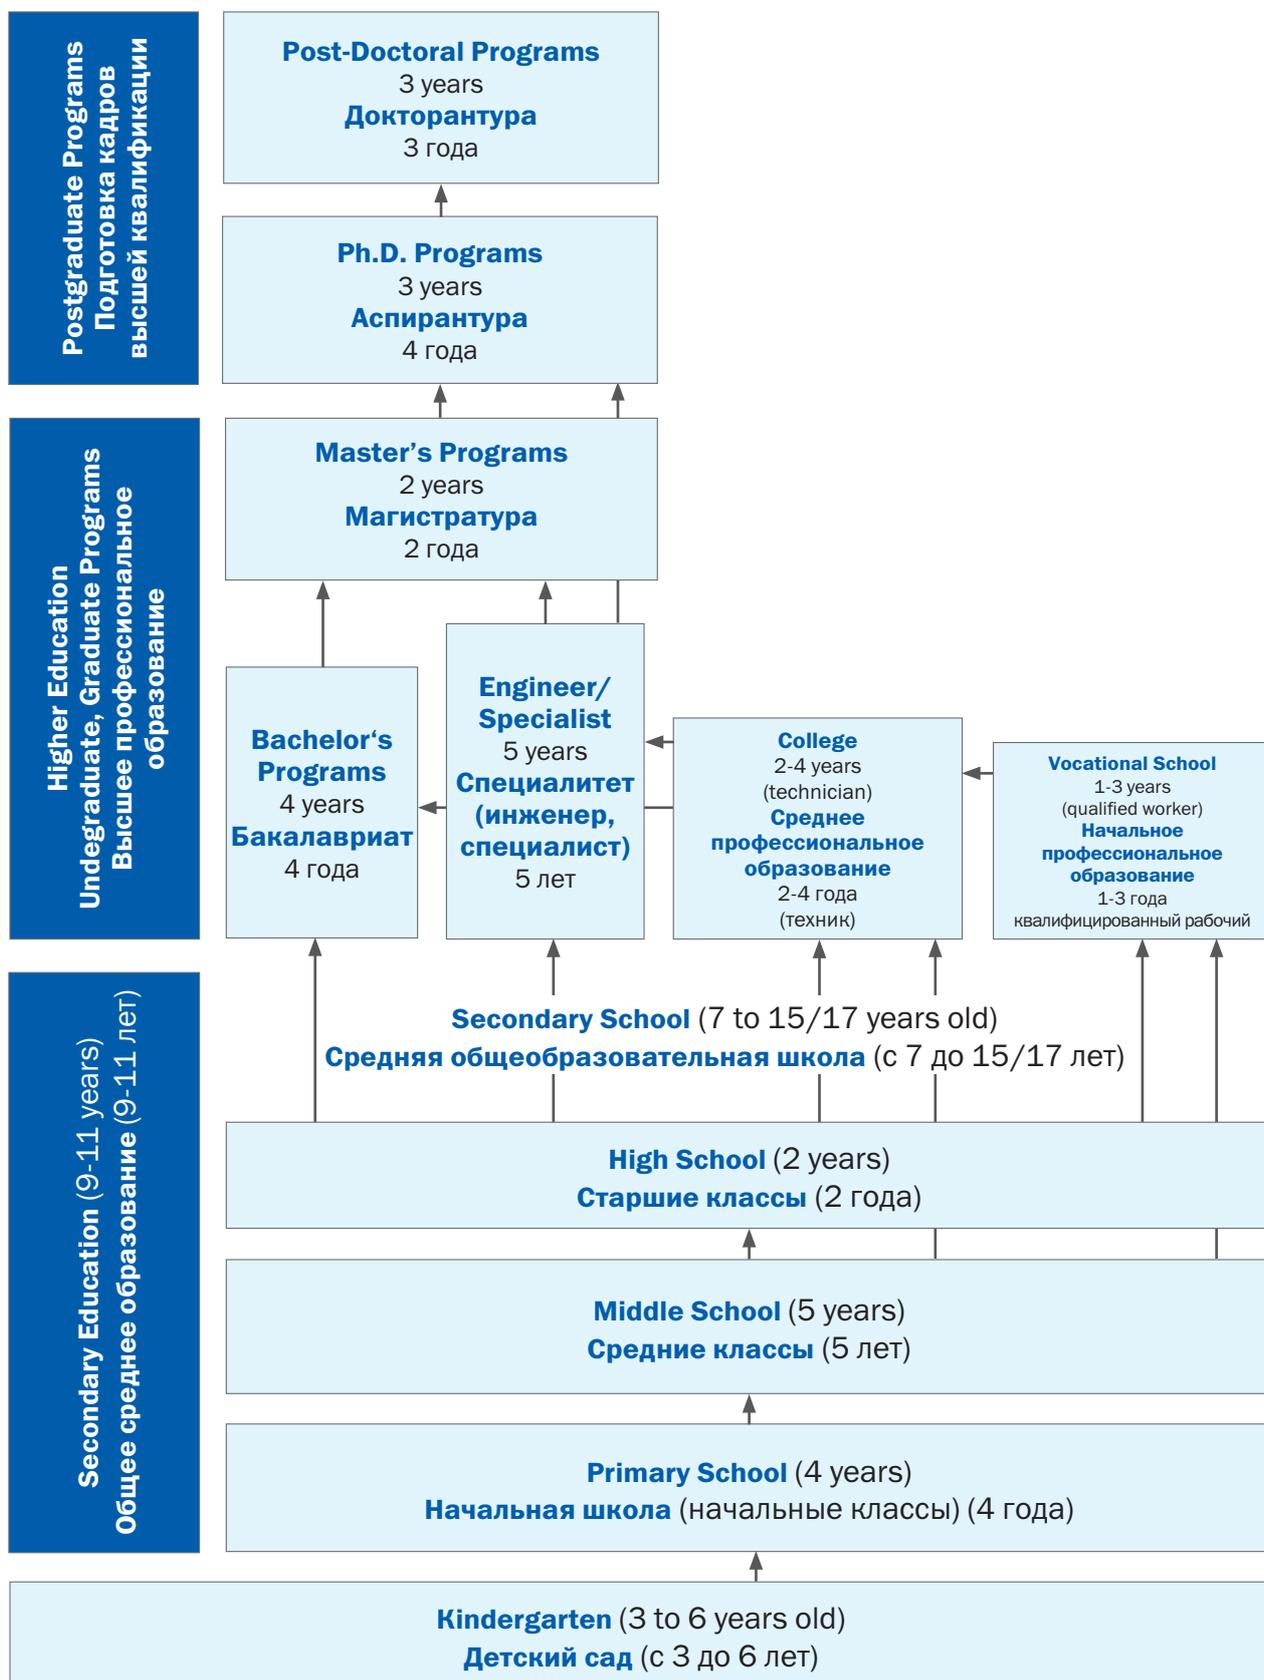 Postgraduate Programs
Подготовка кадров
высшей квалификации
Post-Doctoral Programs
3 years
Докторантура
3 года
Ph.D. Programs
3 years
Аспирантура
4 года
Higher Education
Undegraduate, Graduate Programs
Высшее профессиональное
образование
Master's Programs
2 years
Магистратура
2 года
Bachelor‘s
Programs
4 years
Бакалавриат
4 года
Engineer/
Specialist
5 years
Специалитет
(инженер,
специалист)
5 лет
College
2-4 years
(technician)
Среднее
профессиональное
образование
2-4 года
(техник)
Vocational School
1-3 years
(qualified worker)
Начальное
профессиональное
образование
1-3 года
квалифицированный рабочий
Secondary Education (9-11 years)
Общее среднее образование (9-11 лет)
Secondary School (7 to 15/17 years old)
Средняя общеобразовательная школа (с 7 до 15/17 лет)
High School (2 years)
Старшие классы (2 года)
Middle School (5 years)
Средние классы (5 лет)
Primary School (4 years)
Начальная школа (начальные классы) (4 года)
Kindergarten (3 to 6 years old)
Детский сад (с 3 до 6 лет)